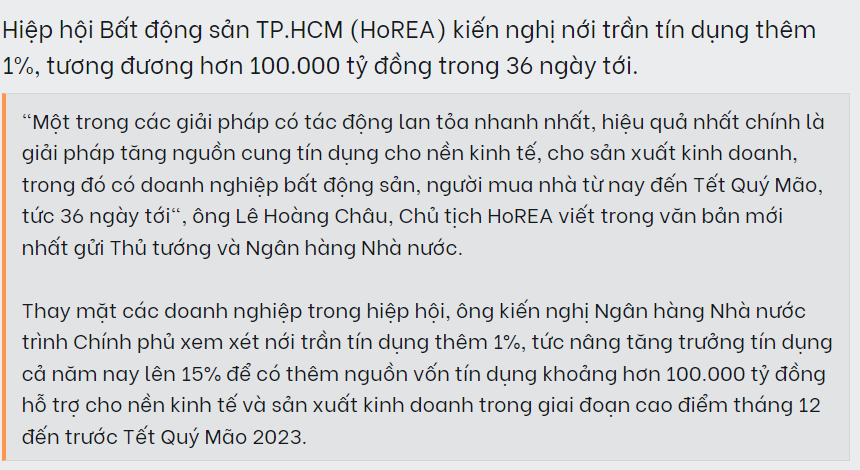 Hiệp hội Bất động sản TP.HCM (HoREA) kiến nghị nới trần tín dụng thêm
1%, tương đương hơn 100.000 tỷ đồng trong 36 ngày tới.
“Một trong các giải pháp có tác động lan tỏa nhanh nhất, hiệu quả nhất chính là
giải pháp tăng nguồn cung tín dụng cho nền kinh tế, cho sản xuất kinh doanh,
trong đó có doanh nghiệp bất động sản, người mua nhà từ nay đến Tết Quý Mão,
tức 36 ngày tới“, ông Lê Hoàng Châu, Chủ tịch HoREA viết trong văn bản mới
nhất gửi Thủ tướng và Ngân hàng Nhà nước.
Thay mặt các doanh nghiệp trong hiệp hội, ông kiến nghị Ngân hàng Nhà nước
trình Chính phủ xem xét nới trần tín dụng thêm 1%, tức nâng tăng trưởng tín dụng
cả năm nay lên 15% để có thêm nguồn vốn tín dụng khoảng hơn 100.000 tỷ đồng
hỗ trợ cho nền kinh tế và sản xuất kinh doanh trong giai đoạn cao điểm tháng 12
đến trước Tết Quý Mão 2023.